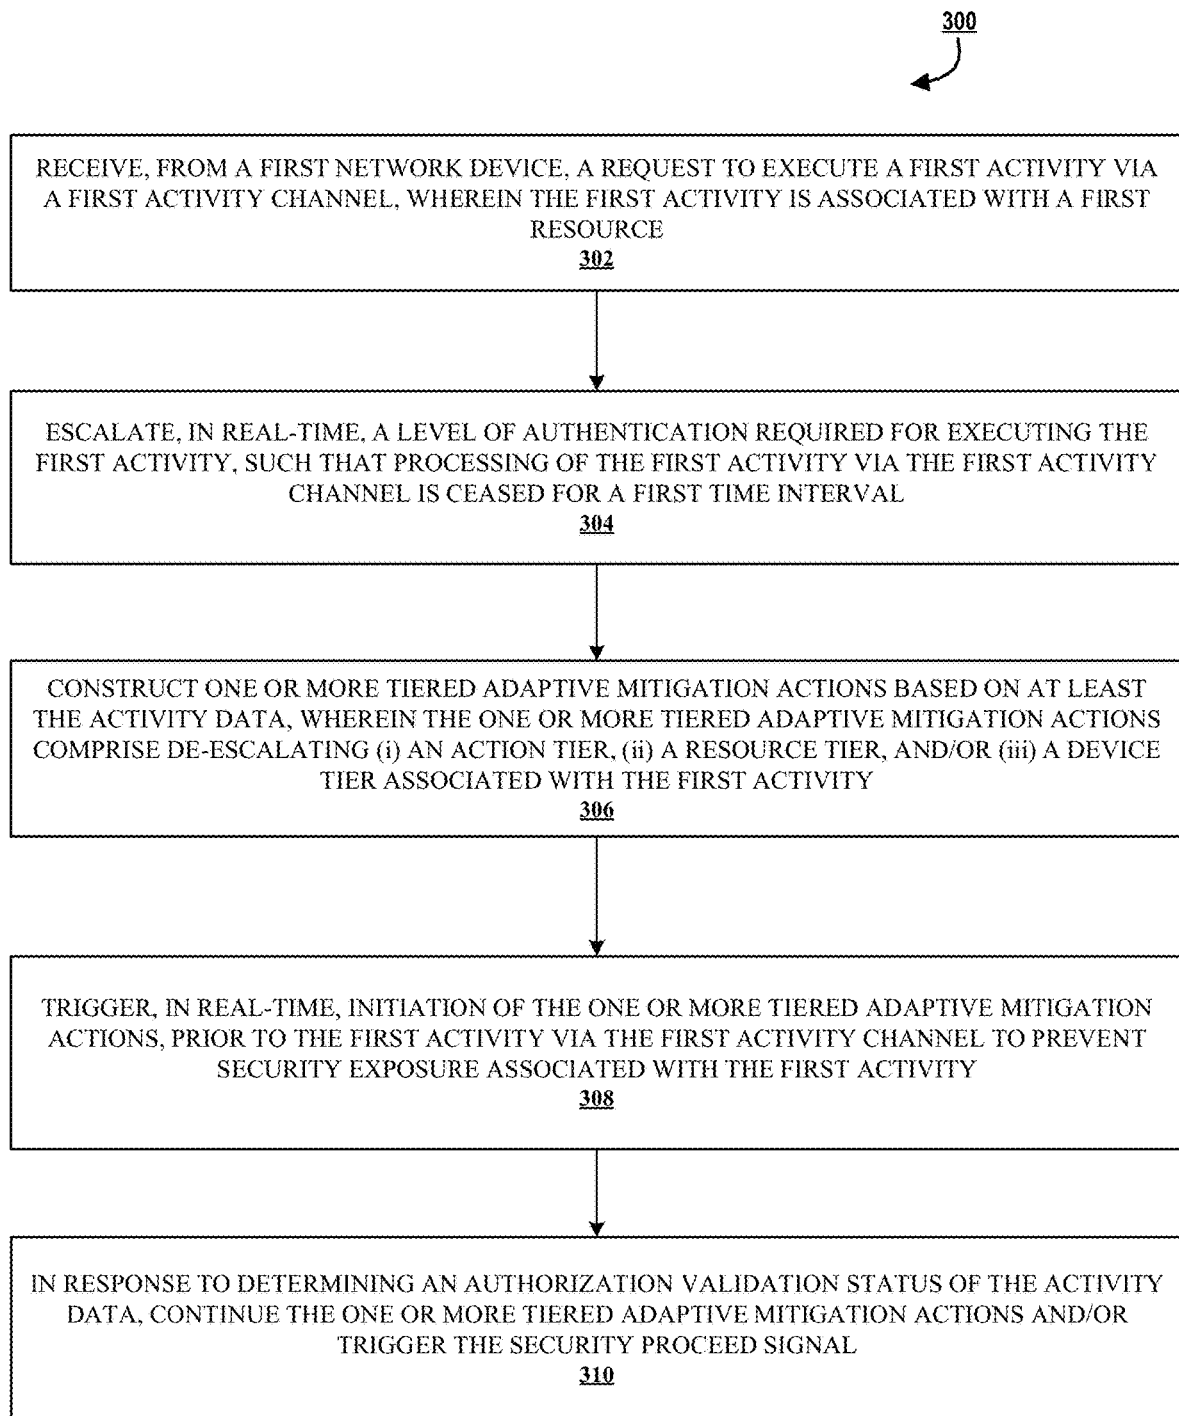 300
RECEIVE, FROM A FIRST NETWORK DEVICE, A REQUEST TO EXECUTE A FIRST ACTIVITY VIA
A FIRST ACTIVITY CHANNEL, WHEREIN THE FIRST ACTIVITY IS ASSOCIATED WITH A FIRST
RESOURCE
302
ESCALATE, IN REAL-TIME, A LEVEL OF AUTHENTICATION REQUIRED FOR EXECUTING THE
FIRST ACTIVITY, SUCH THAT PROCESSING OF THE FIRST ACTIVITY VIA THE FIRST ACTIVITY
CHANNEL IS CEASED FOR A FIRST TIME INTERVAL
304
CONSTRUCT ONE OR MORE TIERED ADAPTIVE MITIGATION ACTIONS BASED ON AT LEAST
THE ACTIVITY DATA, WHEREIN THE ONE OR MORE TIERED ADAPTIVE MITIGATION ACTIONS
COMPRISE DE-ESCALATING (i) AN ACTION TIER, (ii) A RESOURCE TIER, AND/OR (iii) A DEVICE
TIER ASSOCIATED WITH THE FIRST ACTIVITY
306
TRIGGER, IN REAL-TIME, INITIATION OF THE ONE OR MORE TIERED ADAPTIVE MITIGATION
ACTIONS, PRIOR TO THE FIRST ACTIVITY VIA THE FIRST ACTIVITY CHANNEL TO PREVENT
SECURITY EXPOSURE ASSOCIATED WITH THE FIRST ACTIVITY
308
IN RESPONSE TO DETERMINING AN AUTHORIZATION VALIDATION STATUS OF THE ACTIVITY
DATA, CONTINUE THE ONE OR MORE TIERED ADAPTIVE MITIGATION ACTIONS AND/OR
TRIGGER THE SECURITY PROCEED SIGNAL
310